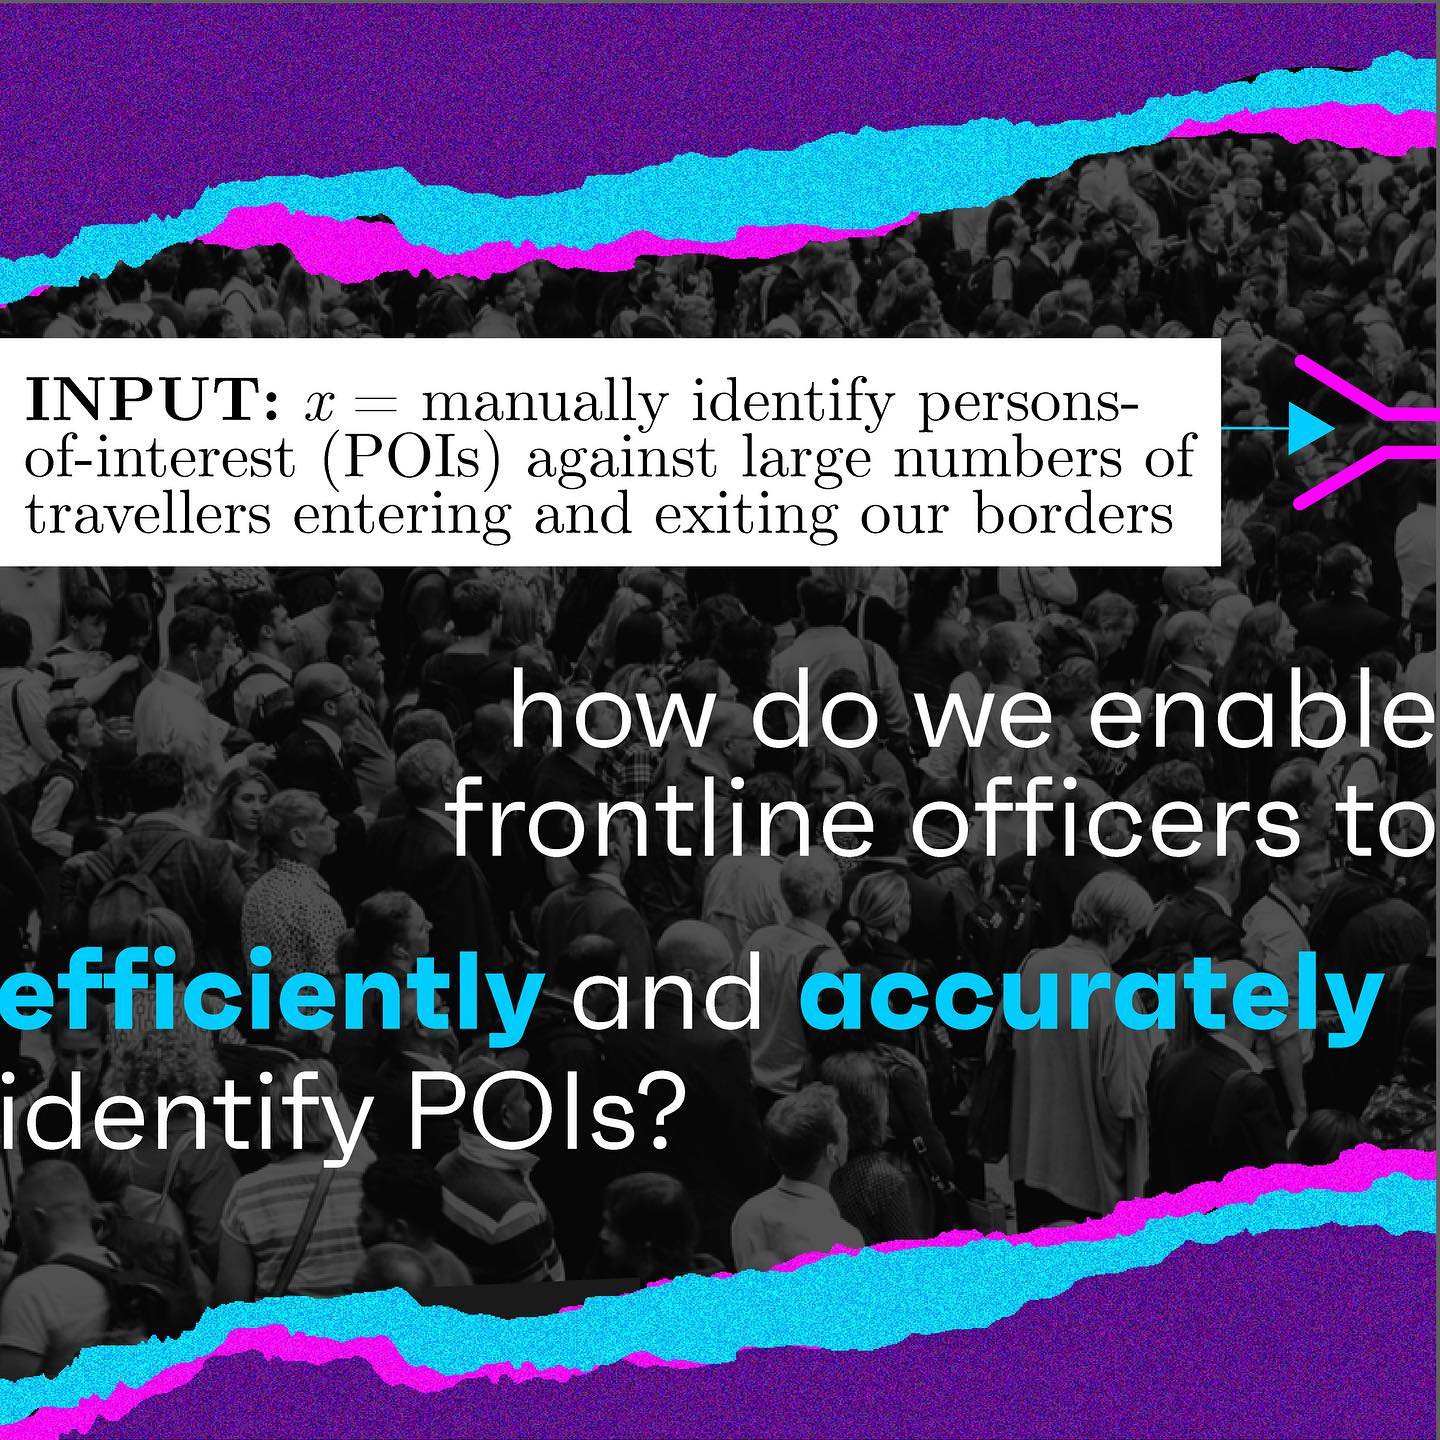 INPUT: x = manually identify persons-
of-interest (POIs) against large numbers of
travellers entering and exiting our borders
how do we enable
frontline officers to
efficiently and accurately
identify POIs?